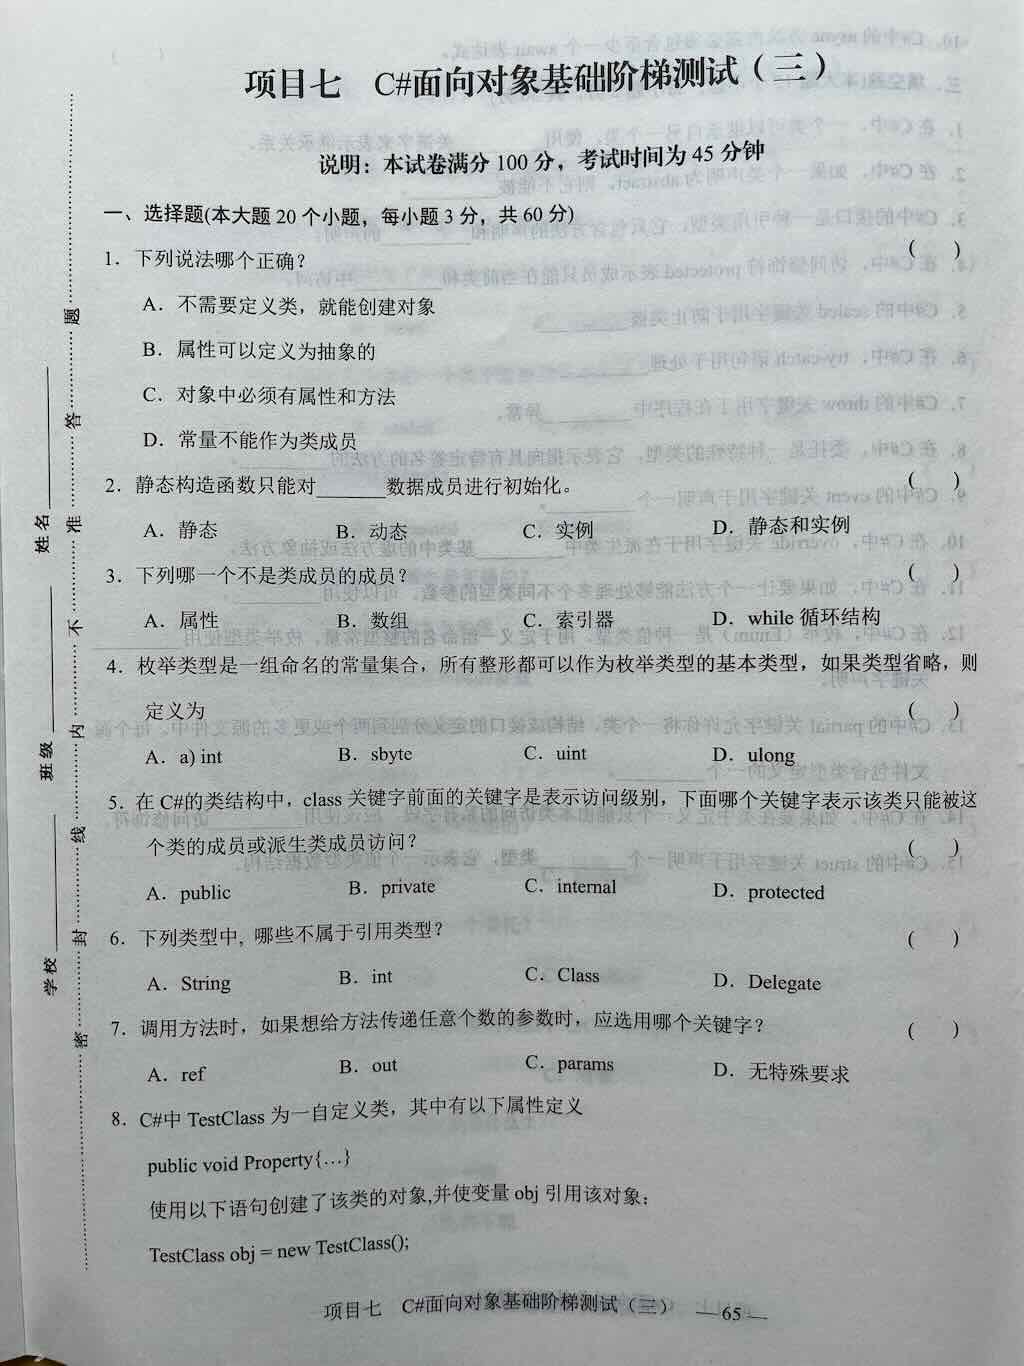 项目七 C#面向对象基础阶梯测试（三）
说明：本试卷满分 100 分，考试时间为 45 分钟
一、选择题(本大题 20 个小题，每小题 3 分，共 60 分)
1．下列说法哪个正确？ （ ）
A．不需要定义类，就能创建对象
B．属性可以定义为抽象的
C．对象中必须有属性和方法
D．常量不能作为类成员
2．静态构造函数只能对______数据成员进行初始化。 （ ）
A．静态 B．动态 C．实例 D．静态和实例
3．下列哪一个不是类成员的成员？ （ ）
A．属性 B．数组 C．索引器 D．while 循环结构
4．枚举类型是一组命名的常量集合，所有整形都可以作为枚举类型的基本类型，如果类型省略，则
定义为 （ ）
A．a) int B．sbyte C．uint D．ulong
5．在 C#的类结构中，class 关键字前面的关键字是表示访问级别，下面哪个关键字表示该类只能被这
个类的成员或派生类成员访问？ （ ）
A．public B．private C．internal D．protected
6．下列类型中, 哪些不属于引用类型？ （ ）
A．String B．int C．Class D．Delegate
7．调用方法时，如果想给方法传递任意个数的参数时，应选用哪个关键字？ （ ）
A．ref B．out C．params D．无特殊要求
8．C#中 TestClass 为一自定义类，其中有以下属性定义
public void Property{…}
使用以下语句创建了该类的对象,并使变量 obj 引用该对象：
TestClass obj = new TestClass();
项目七 C#面向对象基础阶梯测试（三） — 65 —
学校______ 班级______ 姓名______
密 封 线 内 不 准 答 题